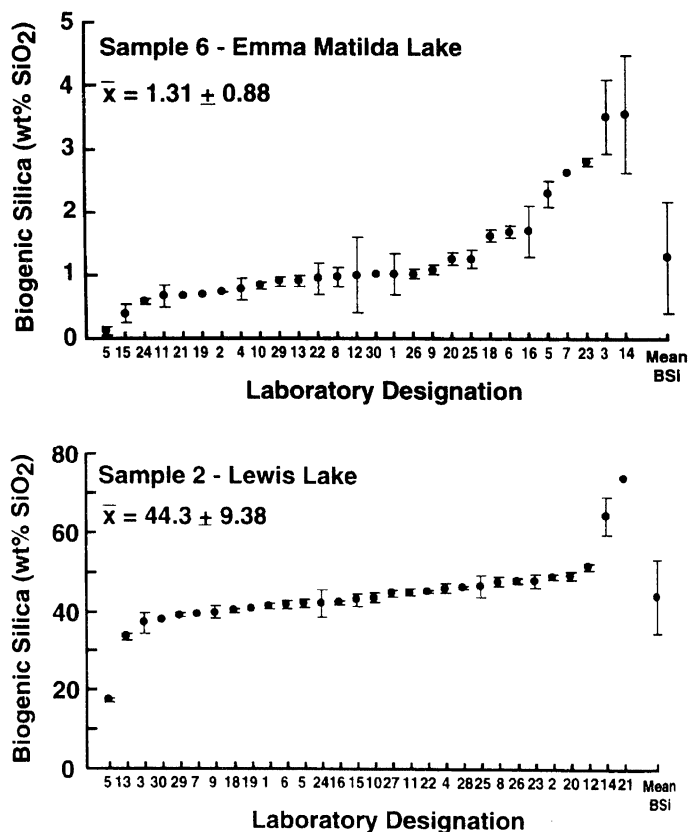 5
4
3
2
1
0
Biogenic Silica (wt% SiO2)
Sample 6 - Emma Matilda Lake
x̄ = 1.31 ± 0.88
5 15 24 11 21 19 2 4 10 29 13 22 8 12 30 1 26 9 20 25 18 6 16 5 7 23 3 14 Mean
BSi
Laboratory Designation
80
60
40
20
0
Biogenic Silica (wt% SiO2)
Sample 2 - Lewis Lake
x̄ = 44.3 ± 9.38
5 13 3 30 29 7 9 18 19 1 6 5 24 16 15 10 27 11 22 4 28 25 8 26 23 2 20 12 14 21 Mean
BSi
Laboratory Designation